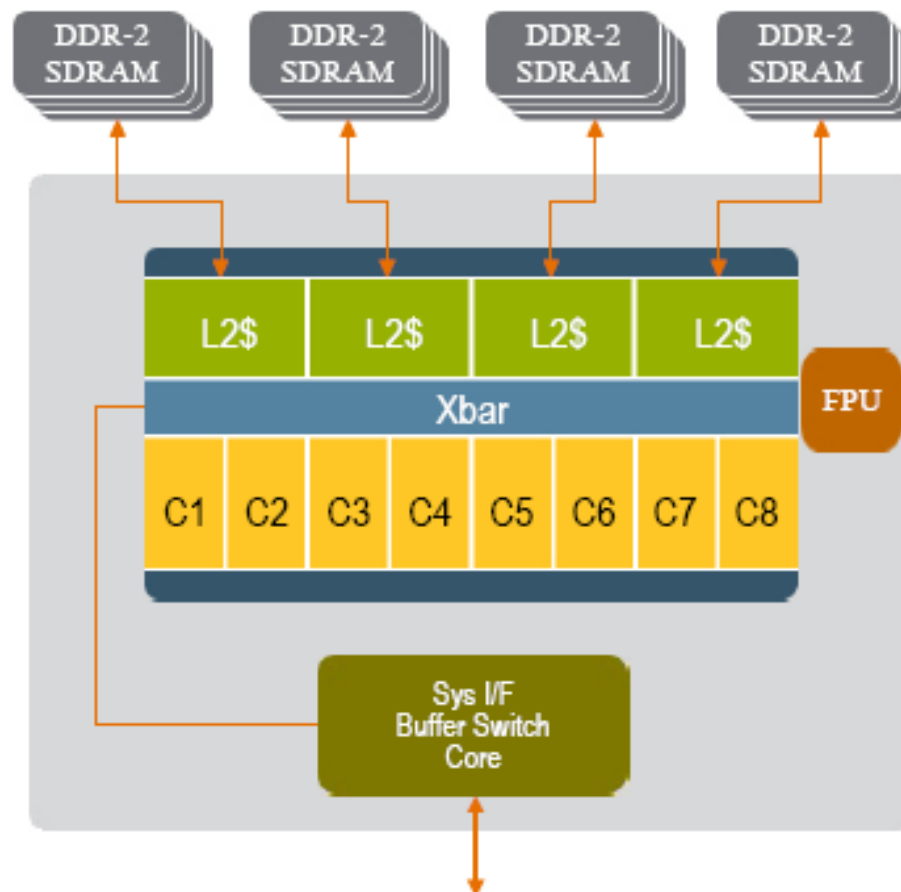 DDR-2
SDRAM
DDR-2
SDRAM
DDR-2
SDRAM
DDR-2
SDRAM
L2$
L2$
L2$
L2$
Xbar
FPU
C1
C2
C3
C4
C5
C6
C7
C8
Sys I/F
Buffer Switch
Core